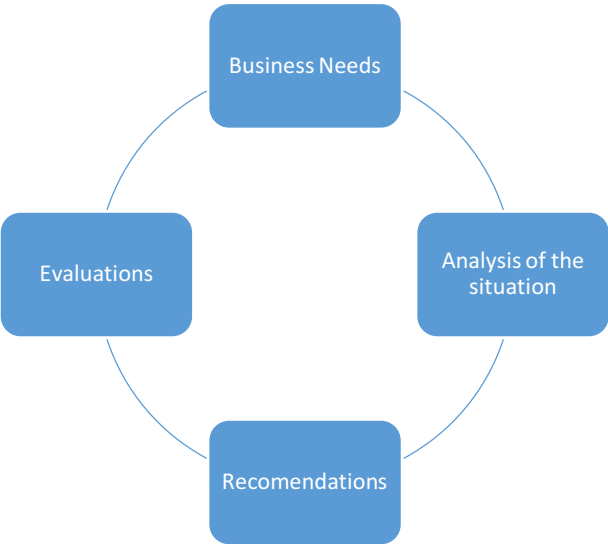 Business Needs
Analysis of the
situation
Recomendations
Evaluations